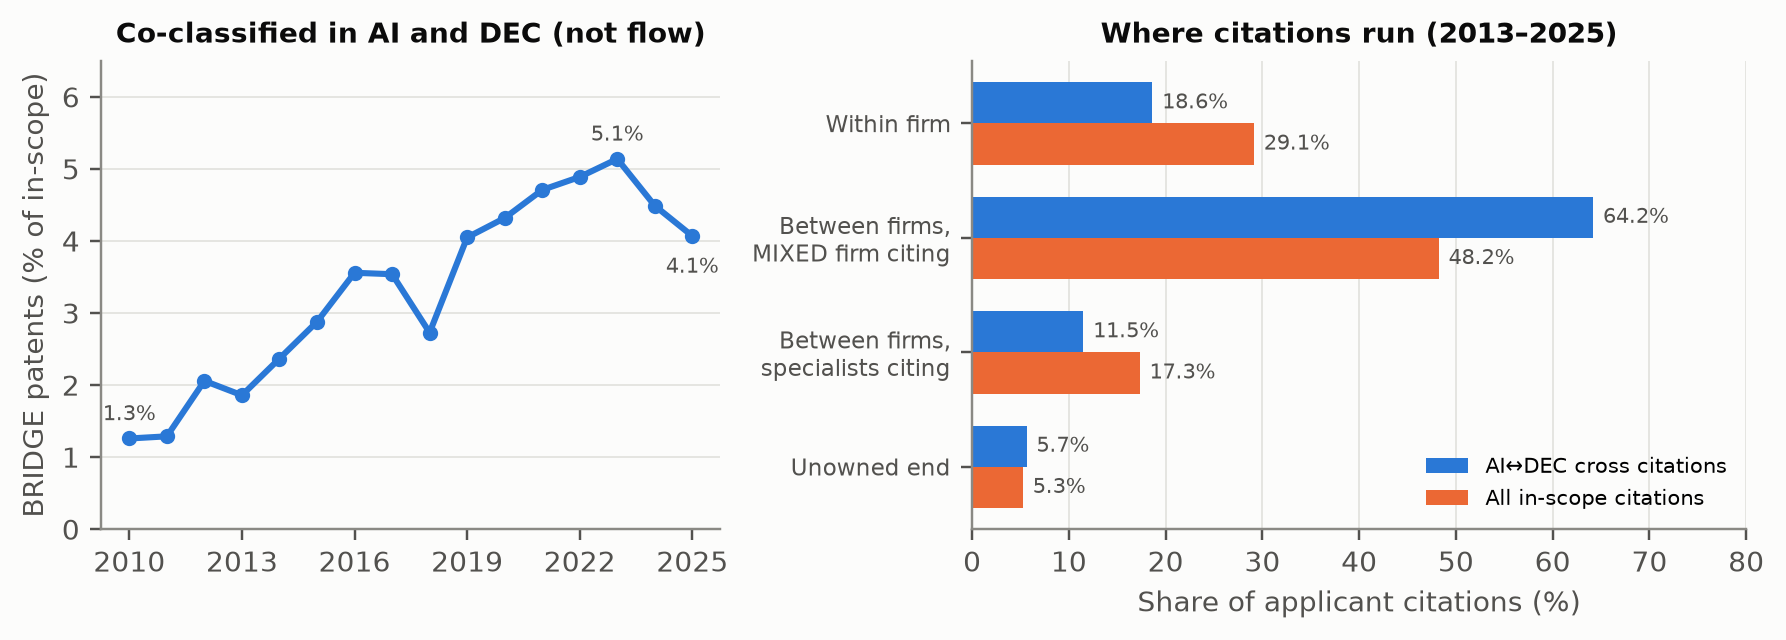 Co-classified in AI and DEC (not flow)
BRIDGE patents (% of in-scope)
6
5
4
3
2
1
0
1.3%
5.1%
4.1%
2010
2013
2016
2019
2022
2025
Where citations run (2013–2025)
Within firm
18.6%
29.1%
Between firms,
MIXED firm citing
64.2%
48.2%
Between firms,
specialists citing
11.5%
17.3%
Unowned end
5.7%
5.3%
AI↔DEC cross citations
All in-scope citations
0
10
20
30
40
50
60
70
80
Share of applicant citations (%)